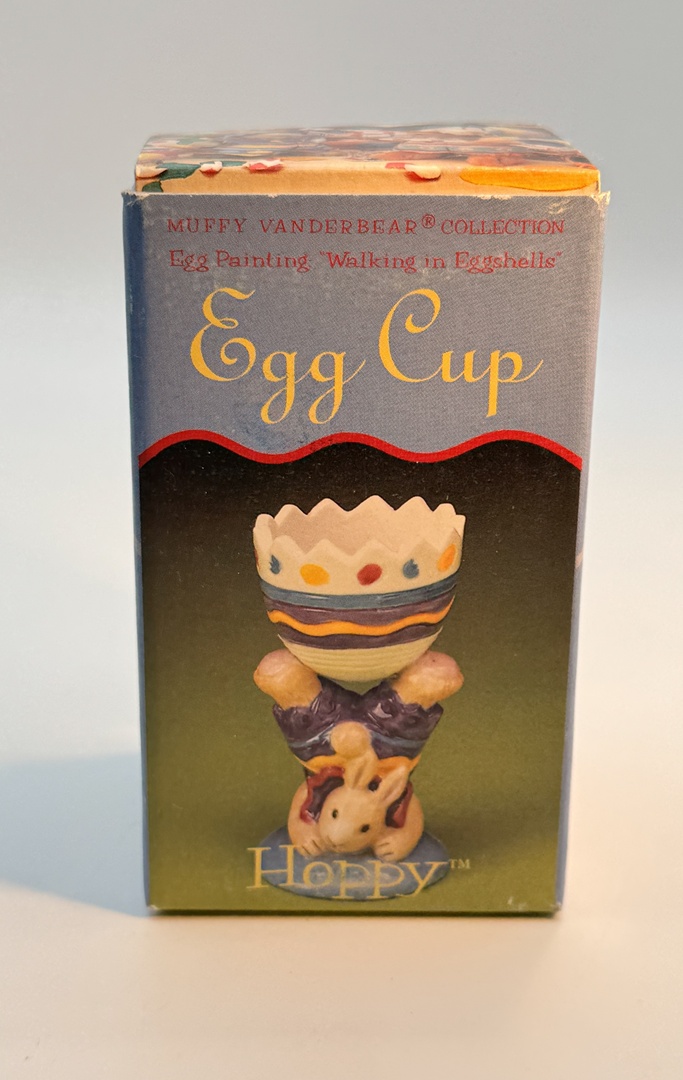 MUFFY VANDERBEAR® COLLECTION
Egg Painting: "Walking in Eggshells"
Egg Cup
Hoppy™